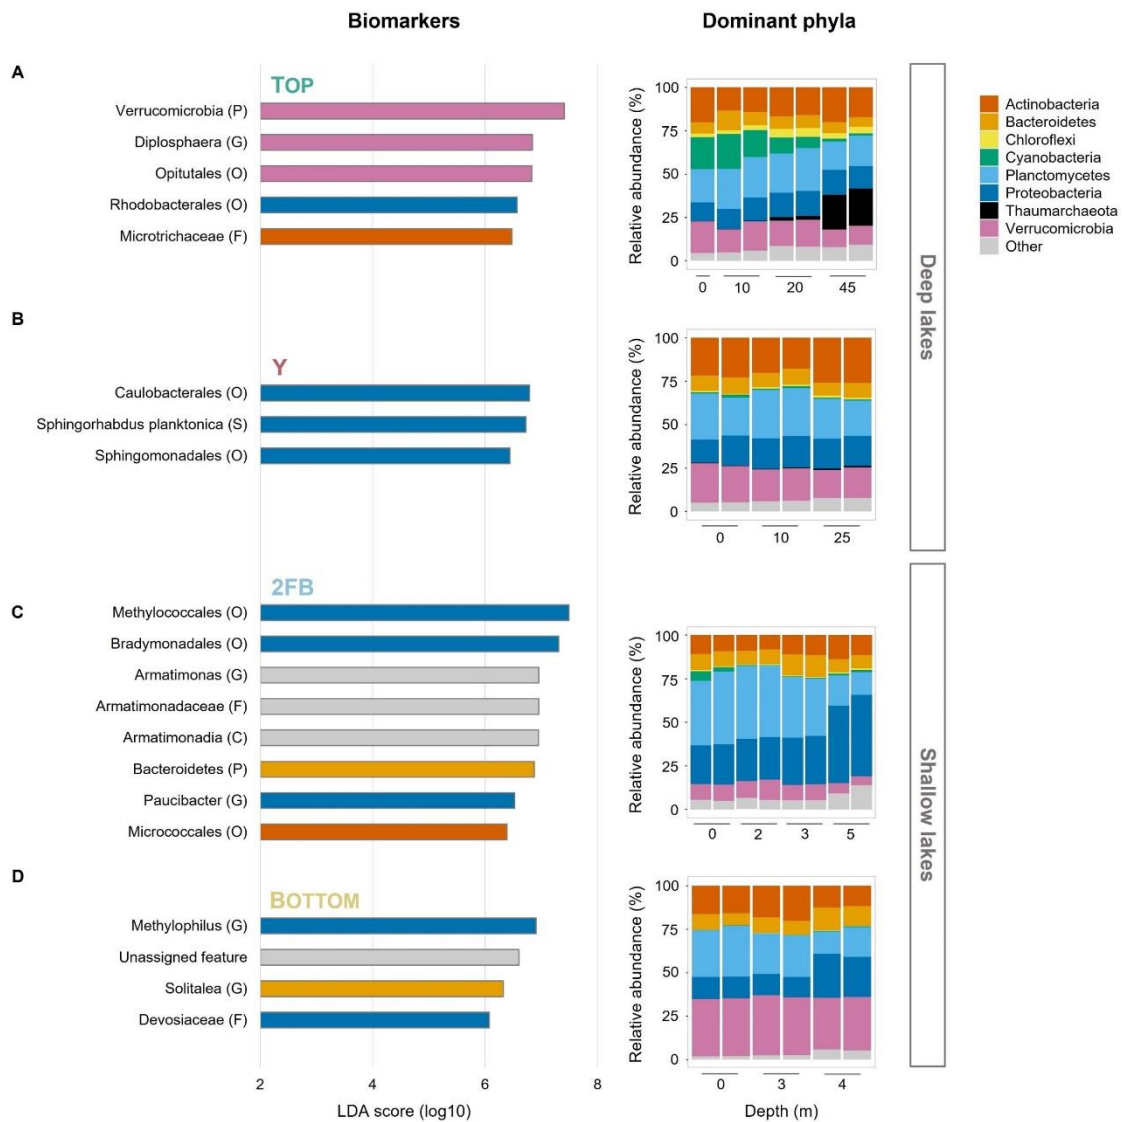 Biomarkers
Dominant phyla
A
TOP
Verrucomicrobia (P)
Diplosphaera (G)
Opitutales (O)
Rhodobacterales (O)
Microtrichaceae (F)
Relative abundance (%)
100
75
50
25
0
0 10 20 45
Actinobacteria
Bacteroidetes
Chloroflexi
Cyanobacteria
Planctomycetes
Proteobacteria
Thaumarchaeota
Verrucomicrobia
Other
Deep lakes
B
Y
Caulobacterales (O)
Sphingorhabdus planktonica (S)
Sphingomonadales (O)
Relative abundance (%)
100
75
50
25
0
0 10 25
C
2FB
Methylococcales (O)
Bradymonadales (O)
Armatimonas (G)
Armatimonadaceae (F)
Armatimonadia (C)
Bacteroidetes (P)
Paucibacter (G)
Micrococcales (O)
Relative abundance (%)
100
75
50
25
0
0 2 3 5
Shallow lakes
D
BOTTOM
Methylophilus (G)
Unassigned feature
Solitalea (G)
Devosiaceae (F)
Relative abundance (%)
100
75
50
25
0
0 3 4
2 4 6 8
LDA score (log10)
Depth (m)